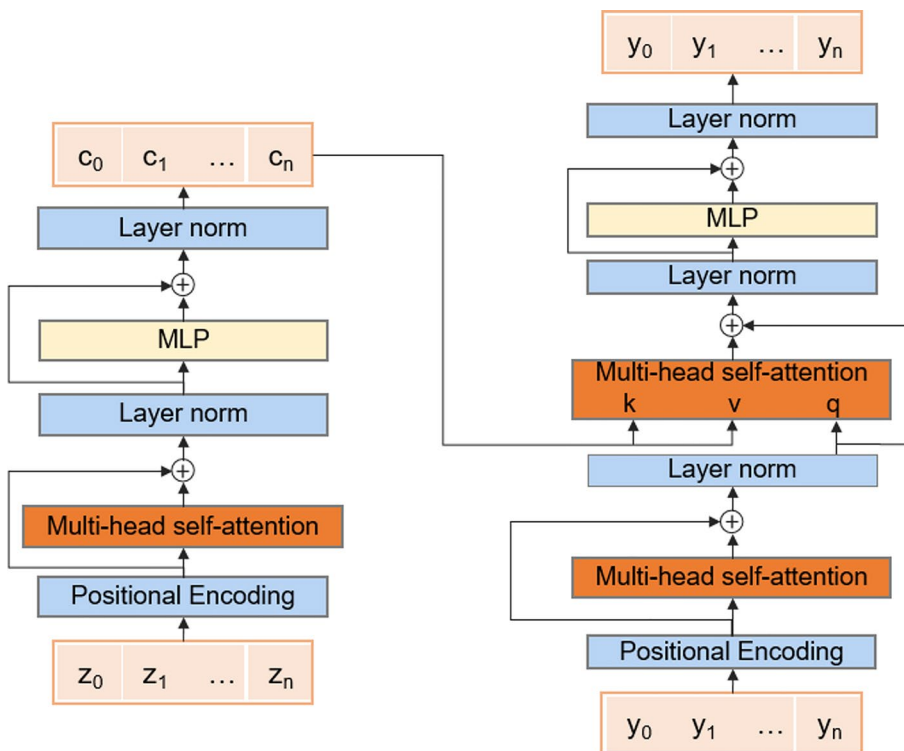 c₀ c₁ … cₙ
Layer norm
+
MLP
Layer norm
+
Multi-head self-attention
Positional Encoding
z₀ z₁ … zₙ
y₀ y₁ … yₙ
Layer norm
+
MLP
Layer norm
+
Multi-head self-attention
k v q
Layer norm
+
Multi-head self-attention
Positional Encoding
y₀ y₁ … yₙ